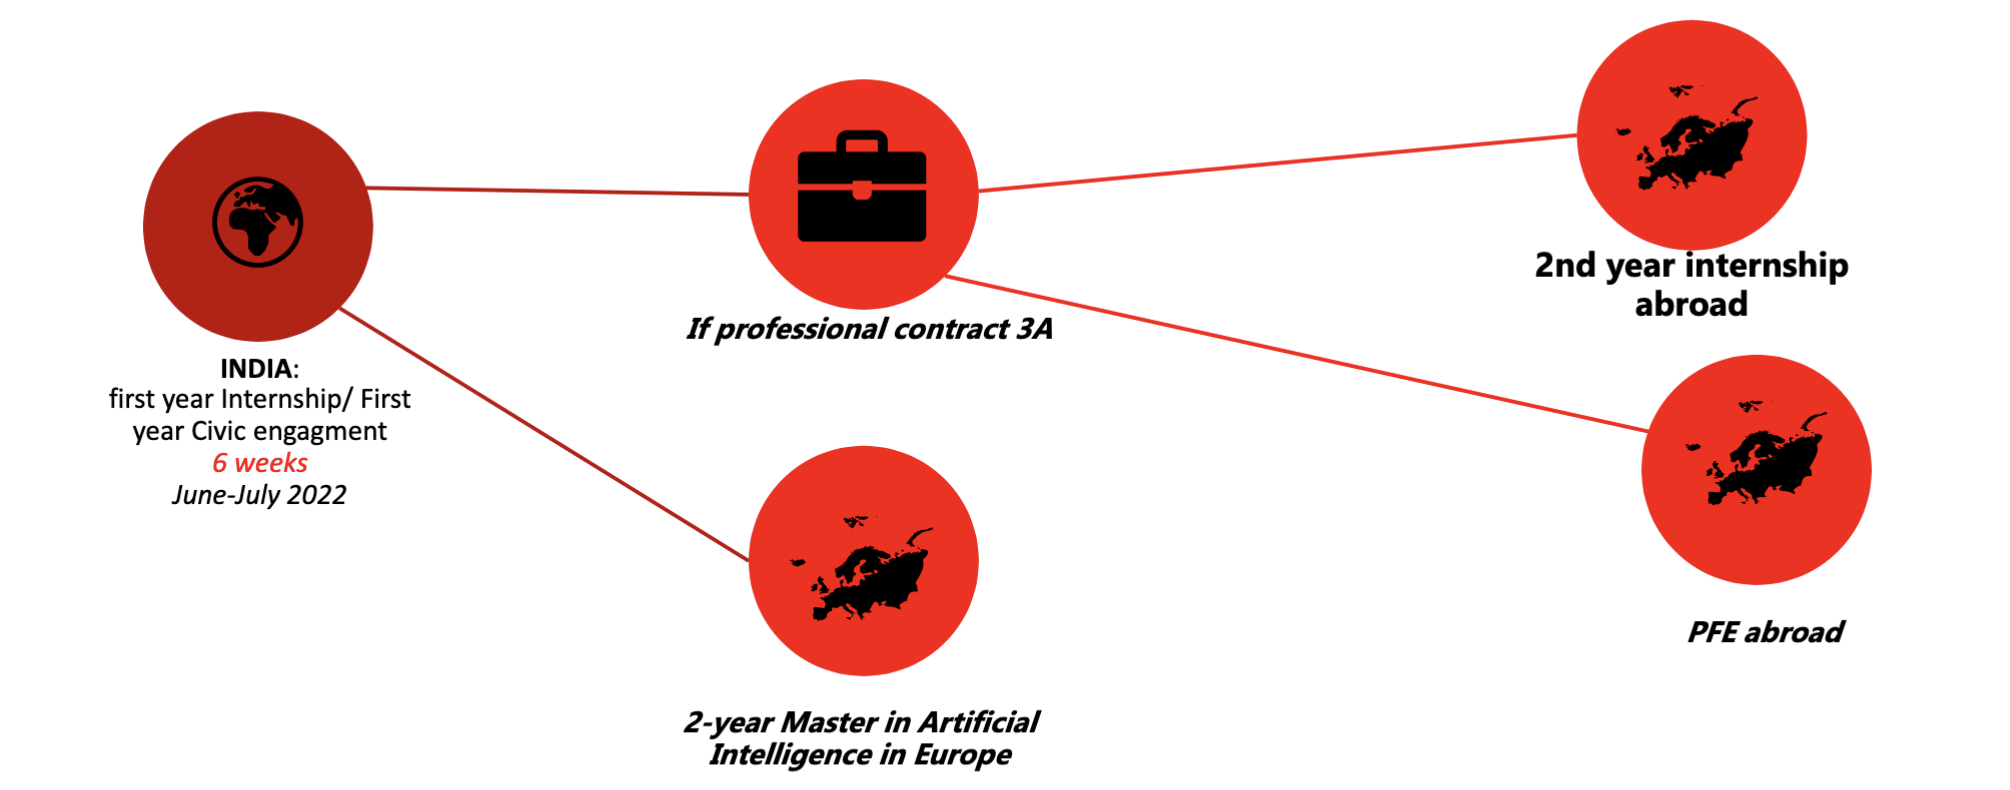 INDIA:
first year Internship/ First
year Civic engagment
6 weeks
June-July 2022
If professional contract 3A
2-year Master in Artificial
Intelligence in Europe
2nd year internship
abroad
PFE abroad